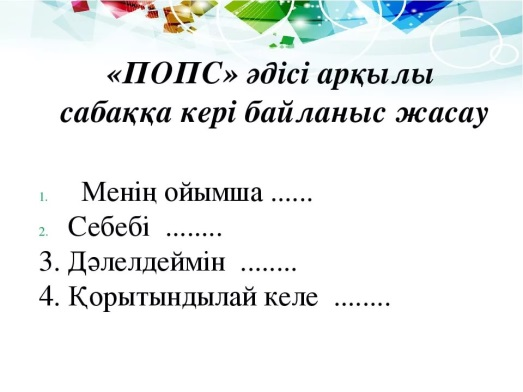 «ПОПС» әдісі арқылы
сабаққа кері байланыс жасау
1. Менің ойымша ......
2. Себебі ........
3. Дәлелдеймін ........
4. Қорытындылай келе ........